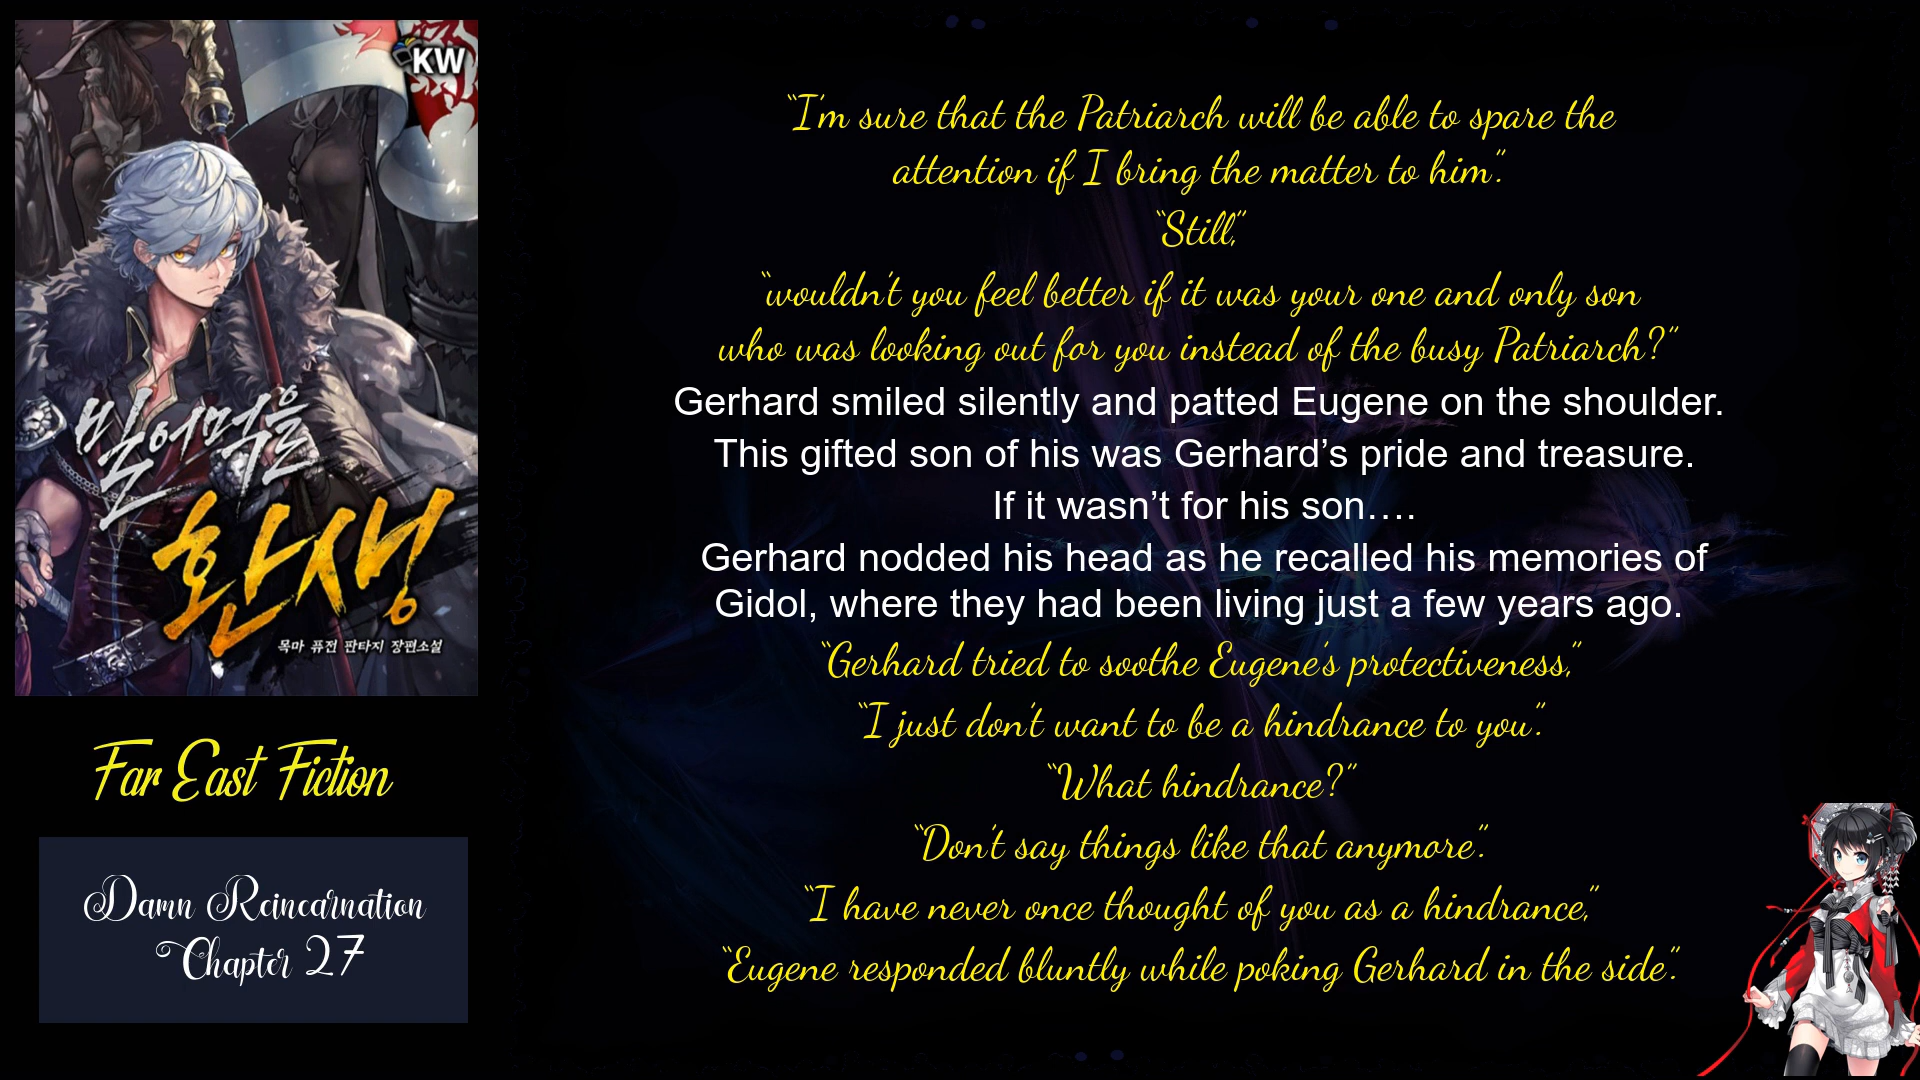 KW
빌어먹을
환생
목마 퓨전 판타지 장편소설
Far East Fiction
Damn Reincarnation
Chapter 27
“I’m sure that the Patriarch will be able to spare the
attention if I bring the matter to him”.
“Still,”
“wouldn’t you feel better if it was your one and only son
who was looking out for you instead of the busy Patriarch?”
Gerhard smiled silently and patted Eugene on the shoulder.
This gifted son of his was Gerhard’s pride and treasure.
If it wasn’t for his son….
Gerhard nodded his head as he recalled his memories of
Gidol, where they had been living just a few years ago.
“Gerhard tried to soothe Eugene’s protectiveness,”
“I just don’t want to be a hindrance to you”.
“What hindrance?”
“Don’t say things like that anymore”.
“I have never once thought of you as a hindrance,”
“Eugene responded bluntly while poking Gerhard in the side”.